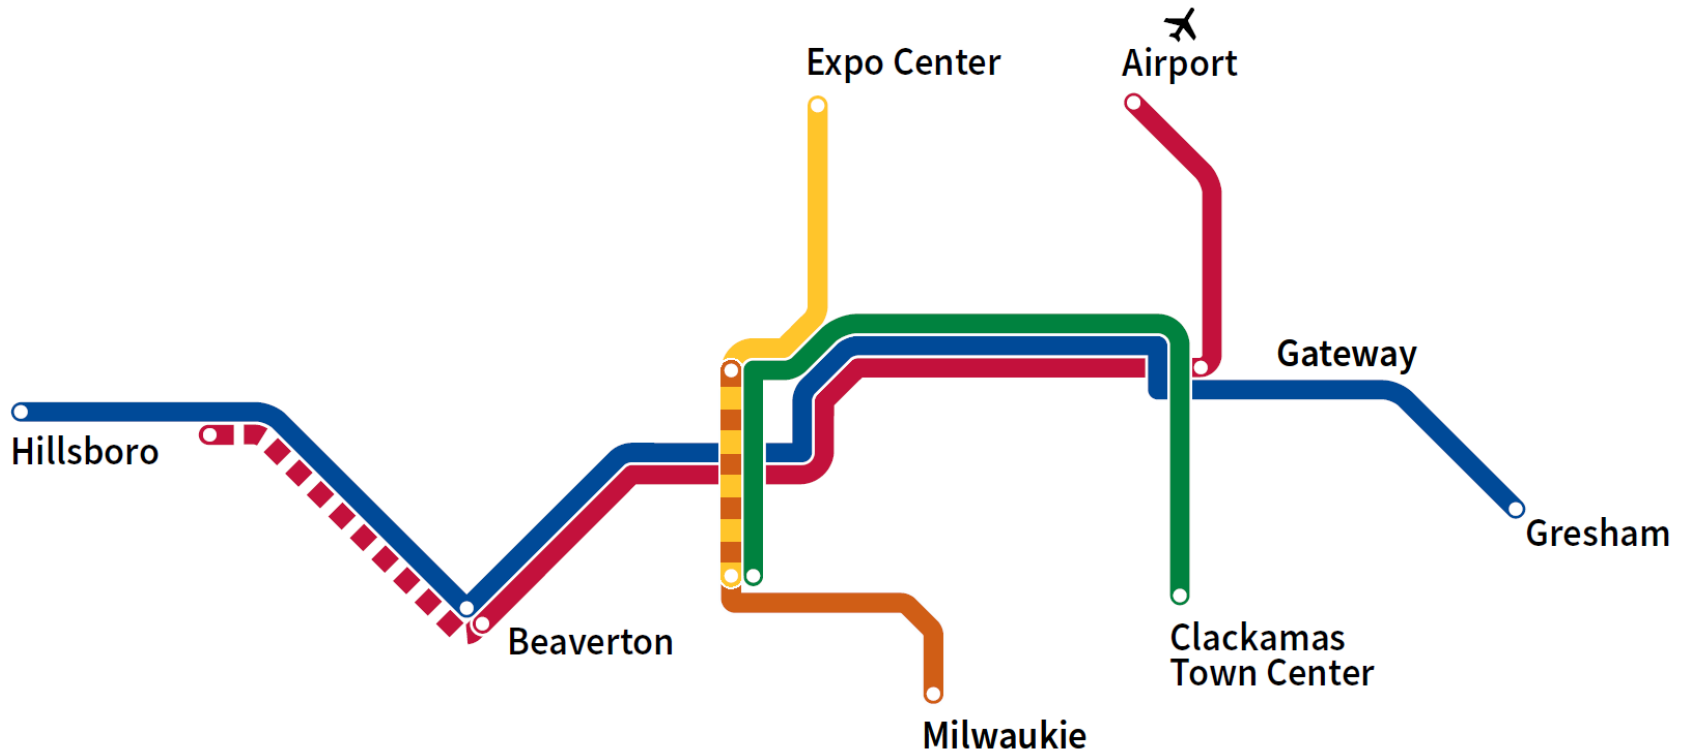 Expo Center
Airport
Gateway
Hillsboro
Gresham
Beaverton
Clackamas
Town Center
Milwaukie